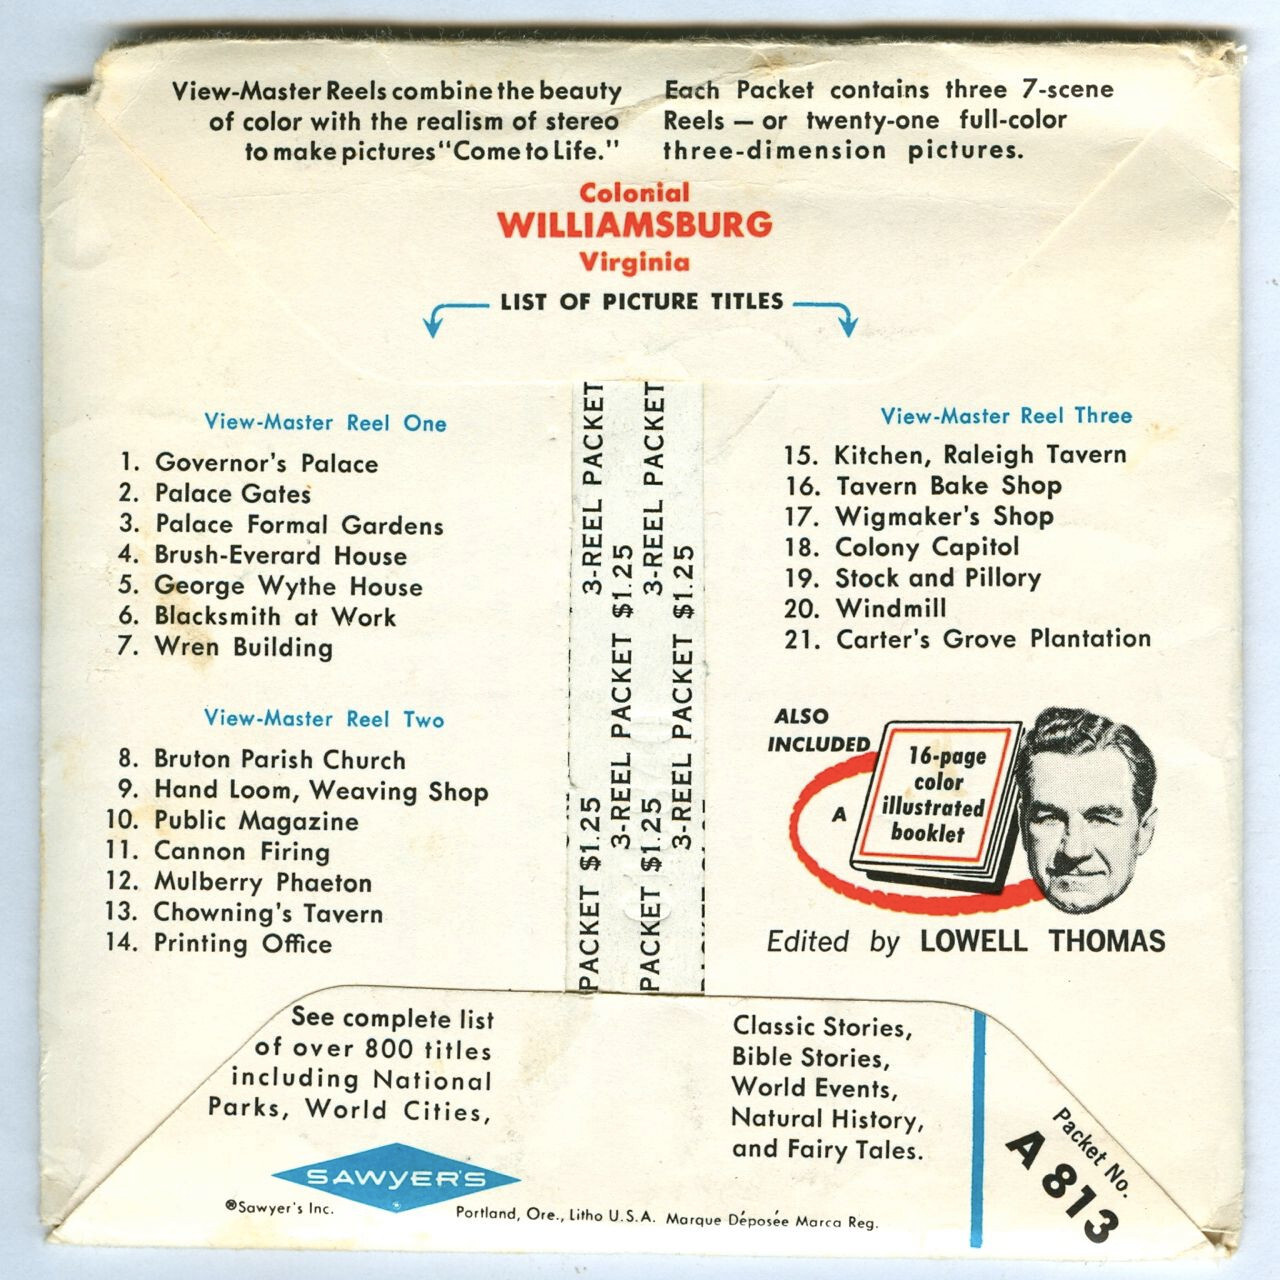 View-Master Reels combine the beauty
of color with the realism of stereo
to make pictures "Come to Life."
Each Packet contains three 7-scene
Reels — or twenty-one full-color
three-dimension pictures.
Colonial
WILLIAMSBURG
Virginia
LIST OF PICTURE TITLES
View-Master Reel One
1. Governor's Palace
2. Palace Gates
3. Palace Formal Gardens
4. Brush-Everard House
5. George Wythe House
6. Blacksmith at Work
7. Wren Building
View-Master Reel Two
8. Bruton Parish Church
9. Hand Loom, Weaving Shop
10. Public Magazine
11. Cannon Firing
12. Mulberry Phaeton
13. Chowning's Tavern
14. Printing Office
PACKET $1.25 3-REEL PACKET
3-REEL PACKET $1.25
PACKET $1.25 3-REEL PACKET
3-REEL PACKET $1.25
View-Master Reel Three
15. Kitchen, Raleigh Tavern
16. Tavern Bake Shop
17. Wigmaker's Shop
18. Colony Capitol
19. Stock and Pillory
20. Windmill
21. Carter's Grove Plantation
ALSO
INCLUDED
A
16-page
color
illustrated
booklet
Edited by LOWELL THOMAS
See complete list
of over 800 titles
including National
Parks, World Cities,
Classic Stories,
Bible Stories,
World Events,
Natural History,
and Fairy Tales.
SAWYER'S
®Sawyer's Inc.
Portland, Ore., Litho U.S.A. Marque Déposée Marca Reg.
Packet No.
A 813